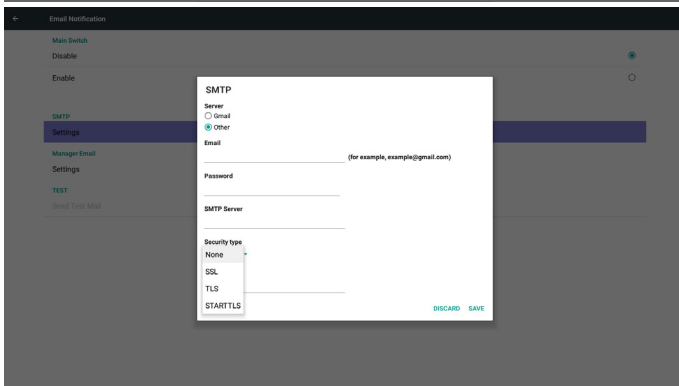 Email Notification
Main Switch
Disable
Enable
SMTP
Settings
Manager Email
Settings
TEST
Send Test Mail
SMTP
Server
Gmail
Other
Email
(for example, example@gmail.com)
Password
SMTP Server
Security type
None
SSL
TLS
STARTTLS
DISCARD SAVE